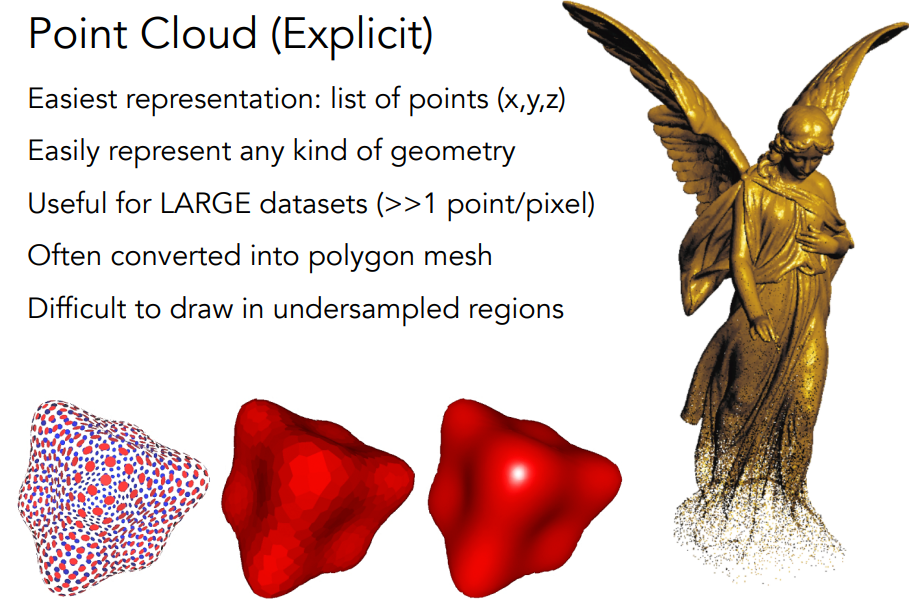 Point Cloud (Explicit)
Easiest representation: list of points (x,y,z)
Easily represent any kind of geometry
Useful for LARGE datasets (>>1 point/pixel)
Often converted into polygon mesh
Difficult to draw in undersampled regions